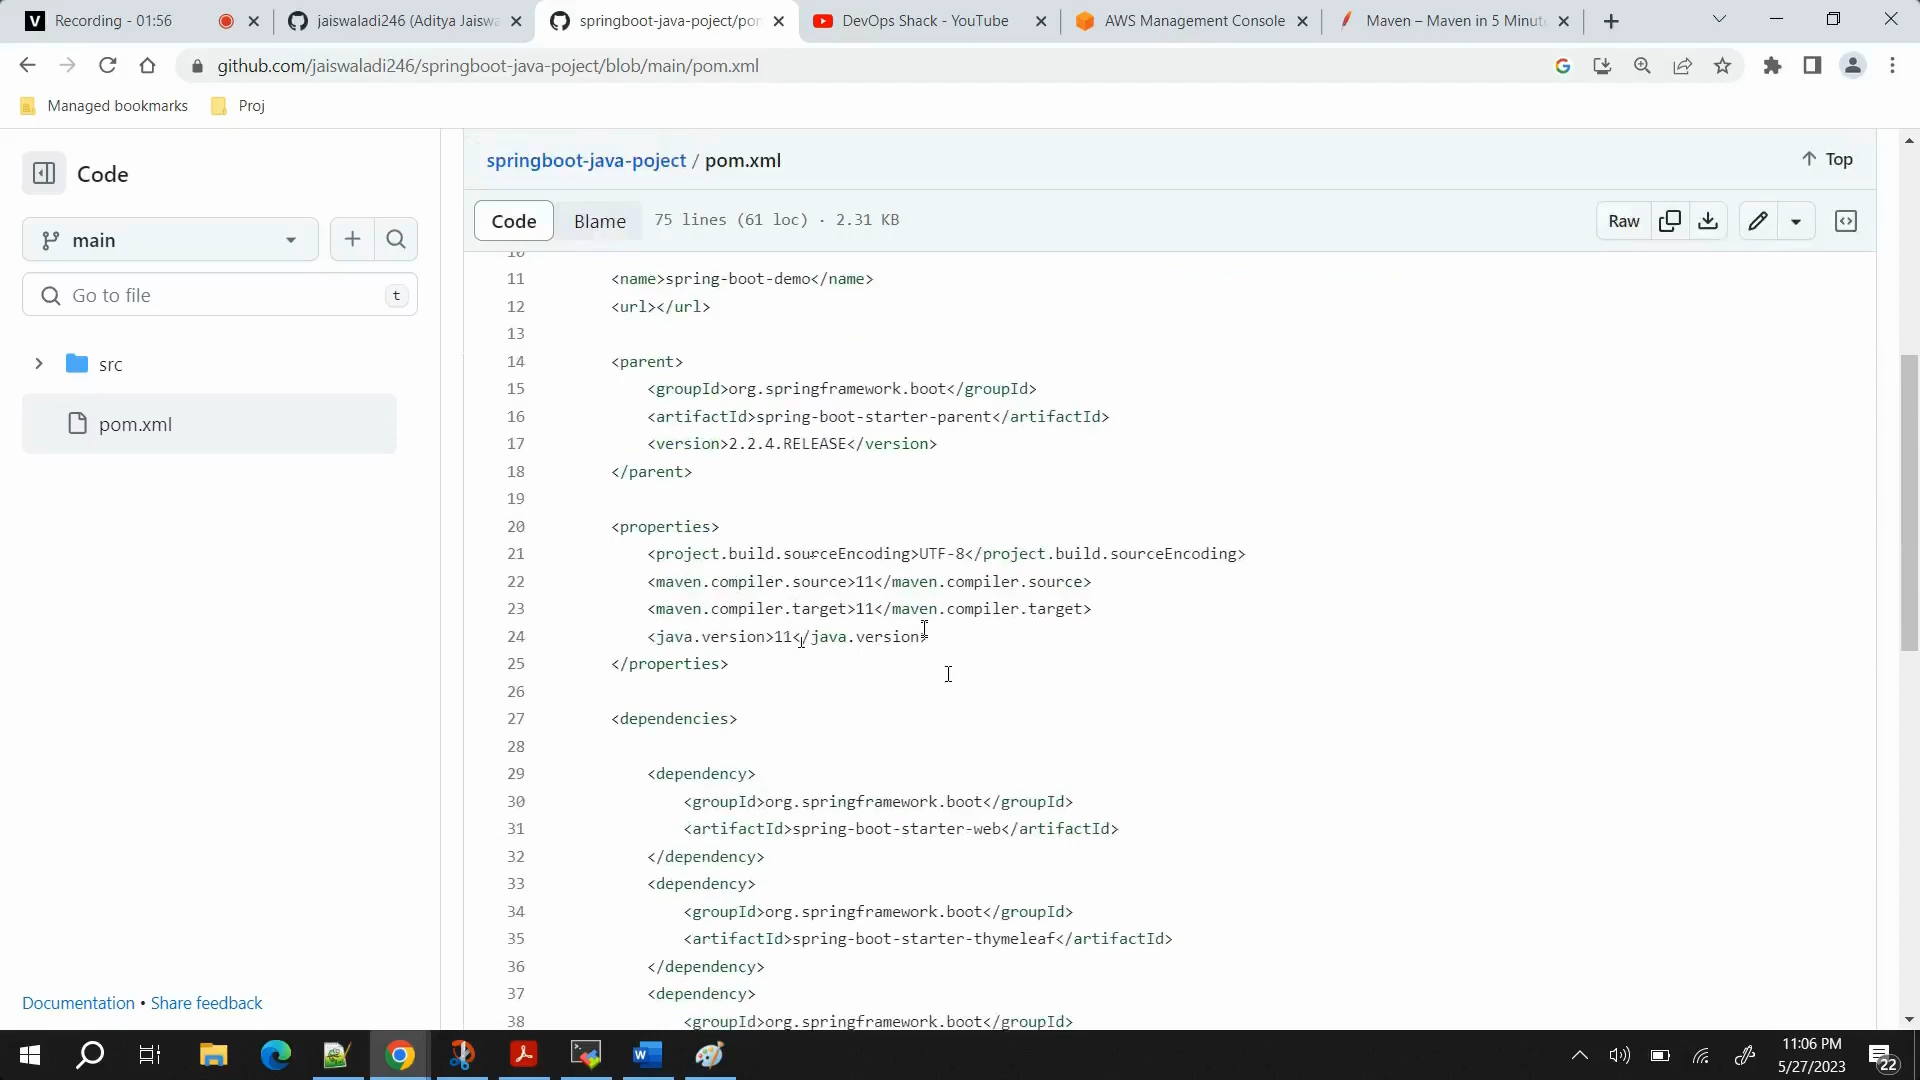 Recording - 01:56
jaiswaladi246 (Aditya Jaiswa
springboot-java-poject/por
DevOps Shack - YouTube
AWS Management Console
Maven – Maven in 5 Minute
github.com/jaiswaladi246/springboot-java-poject/blob/main/pom.xml
Managed bookmarks
Proj
Code
main
Go to file
t
src
pom.xml
Documentation • Share feedback
springboot-java-poject / pom.xml
Top
Code
Blame
75 lines (61 loc) · 2.31 KB
Raw
10
11 <name>spring-boot-demo</name>
12 <url></url>
13
14 <parent>
15 <groupId>org.springframework.boot</groupId>
16 <artifactId>spring-boot-starter-parent</artifactId>
17 <version>2.2.4.RELEASE</version>
18 </parent>
19
20 <properties>
21 <project.build.sourceEncoding>UTF-8</project.build.sourceEncoding>
22 <maven.compiler.source>11</maven.compiler.source>
23 <maven.compiler.target>11</maven.compiler.target>
24 <java.version>11</java.version>
25 </properties>
26
27 <dependencies>
28
29 <dependency>
30 <groupId>org.springframework.boot</groupId>
31 <artifactId>spring-boot-starter-web</artifactId>
32 </dependency>
33 <dependency>
34 <groupId>org.springframework.boot</groupId>
35 <artifactId>spring-boot-starter-thymeleaf</artifactId>
36 </dependency>
37 <dependency>
38 <groupId>org.springframework.boot</groupId>
11:06 PM
5/27/2023
22